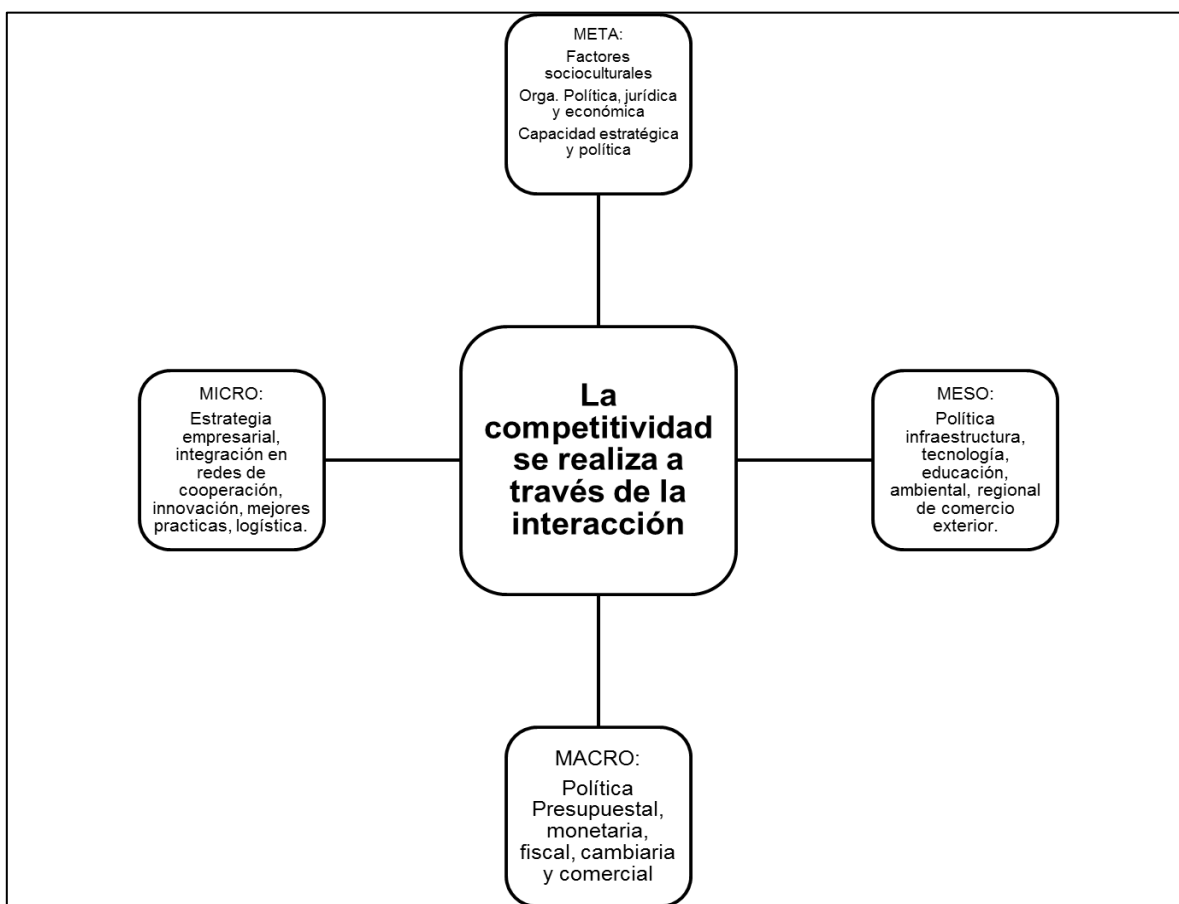 META:
Factores
socioculturales
Orga. Política, jurídica
y económica
Capacidad estratégica
y política
MICRO:
Estrategia
empresarial,
integración en
redes de
cooperación,
innovación, mejores
practicas, logística.
La
competitividad
se realiza a
través de la
interacción
MESO:
Política
infraestructura,
tecnología,
educación,
ambiental, regional
de comercio
exterior.
MACRO:
Política
Presupuestal,
monetaria,
fiscal, cambiaria
y comercial